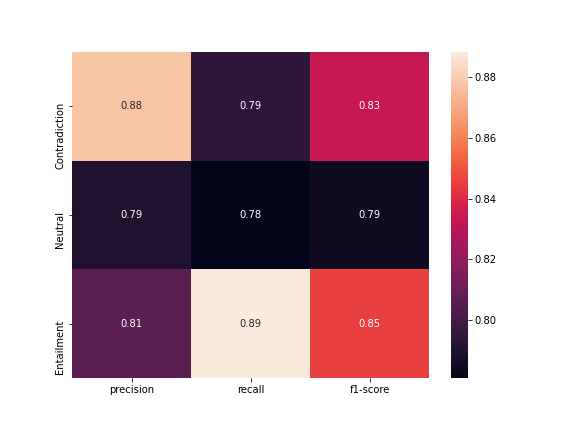 Contradiction 0.88 0.79 0.83
Neutral 0.79 0.78 0.79
Entailment 0.81 0.89 0.85
precision recall f1-score
0.88
0.86
0.84
0.82
0.80